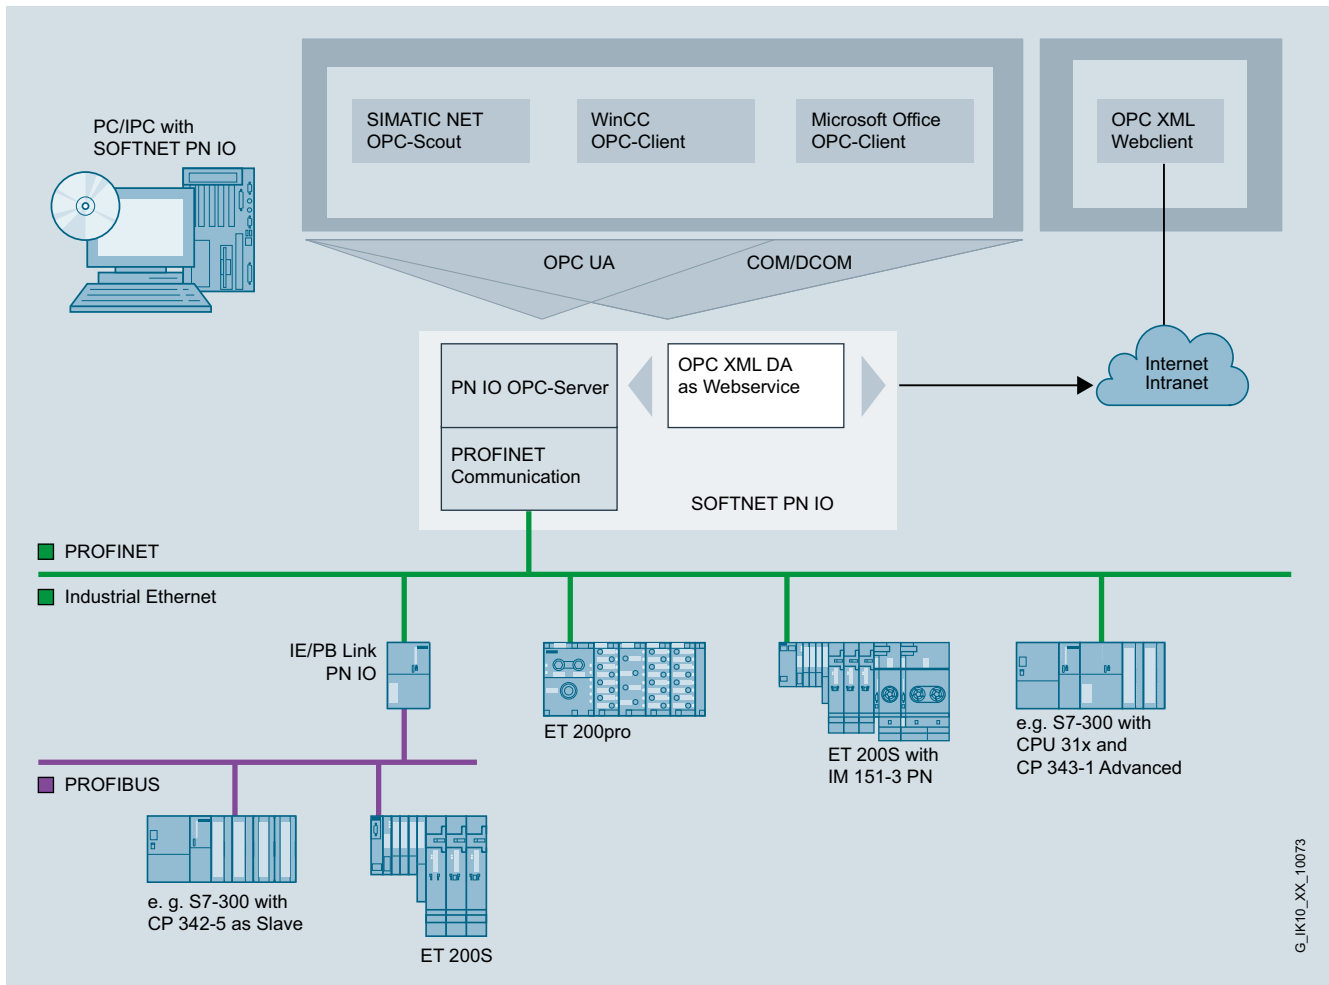 PC/IPC with
SOFTNET PN IO
SIMATIC NET
OPC-Scout
WinCC
OPC-Client
Microsoft Office
OPC-Client
OPC XML
Webclient
OPC UA
COM/DCOM
PN IO OPC-Server
OPC XML DA
as Webservice
Internet
Intranet
PROFINET
Communication
SOFTNET PN IO
PROFINET
Industrial Ethernet
IE/PB Link
PN IO
ET 200pro
ET 200S with
IM 151-3 PN
e.g. S7-300 with
CPU 31x and
CP 343-1 Advanced
PROFIBUS
e. g. S7-300 with
CP 342-5 as Slave
ET 200S
G_IK10_XX_10073